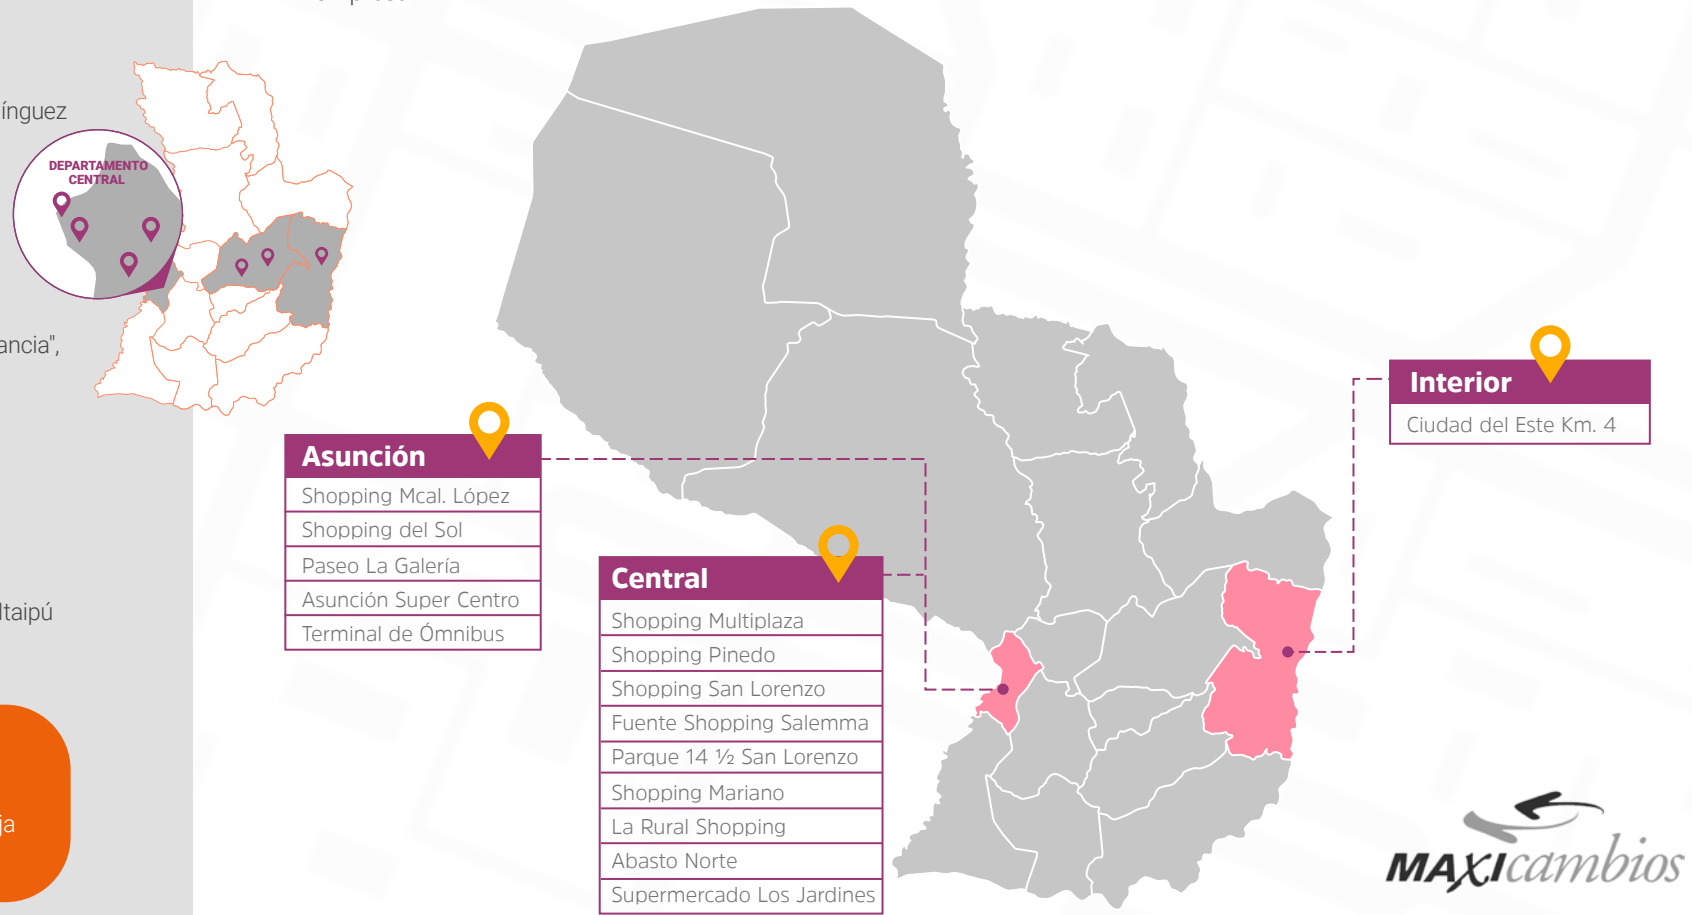 ínguez
DEPARTAMENTO
CENTRAL
ancia",
Itaipú
ja
Asunción
Shopping Mcal. López
Shopping del Sol
Paseo La Galería
Asunción Super Centro
Terminal de Ómnibus
Central
Shopping Multiplaza
Shopping Pinedo
Shopping San Lorenzo
Fuente Shopping Salemma
Parque 14 ½ San Lorenzo
Shopping Mariano
La Rural Shopping
Abasto Norte
Supermercado Los Jardines
Interior
Ciudad del Este Km. 4
MAXIcambios